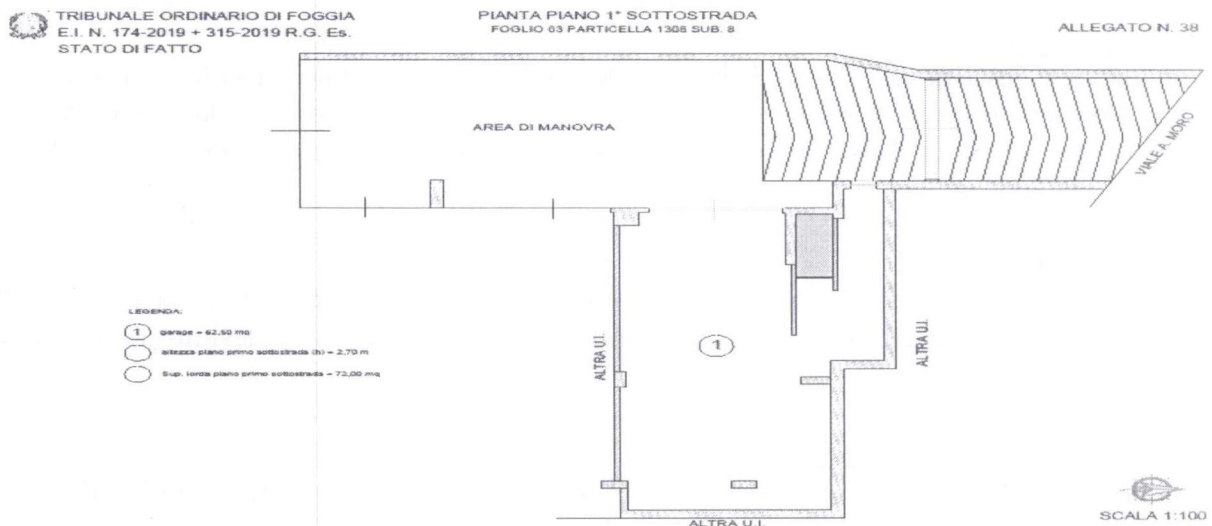 TRIBUNALE ORDINARIO DI FOGGIA
E.I. N. 174-2019 + 315-2019 R.G. Es.
STATO DI FATTO
PIANTA PIANO 1° SOTTOSTRADA
FOGLIO 63 PARTICELLA 1308 SUB. 8
ALLEGATO N. 38
AREA DI MANOVRA
VIALE A. MORO
LEGENDA:
1 garage = 62,50 mq
altezza piano primo sottostrada (h) = 2,70 m
Sup. lorda piano primo sottostrada = 72,00 mq
ALTRA U.I.
1
ALTRA U.I.
ALTRA U.I.
SCALA 1:100